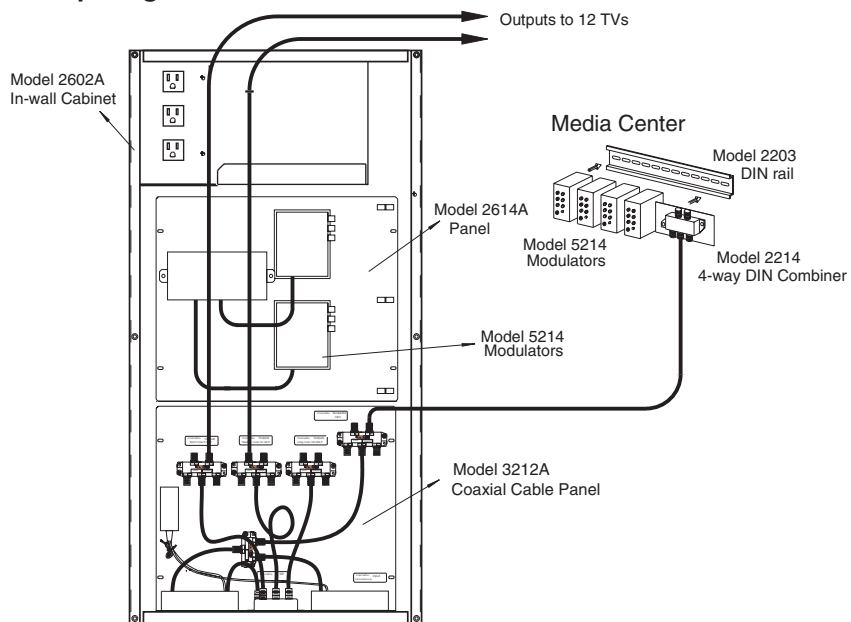 Outputs to 12 TVs
Model 2602A
In-wall Cabinet
Media Center
Model 2203
DIN rail
Model 2614A
Panel
Model 5214
Modulators
Model 2214
4-way DIN Combiner
Model 5214
Modulators
Model 3212A
Coaxial Cable Panel